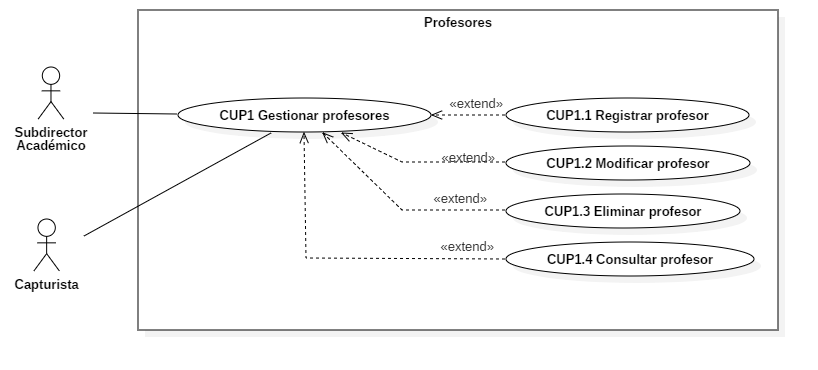 Profesores
Subdirector
Académico
CUP1 Gestionar profesores
«extend»
CUP1.1 Registrar profesor
«extend»
CUP1.2 Modificar profesor
«extend»
CUP1.3 Eliminar profesor
«extend»
CUP1.4 Consultar profesor
Capturista